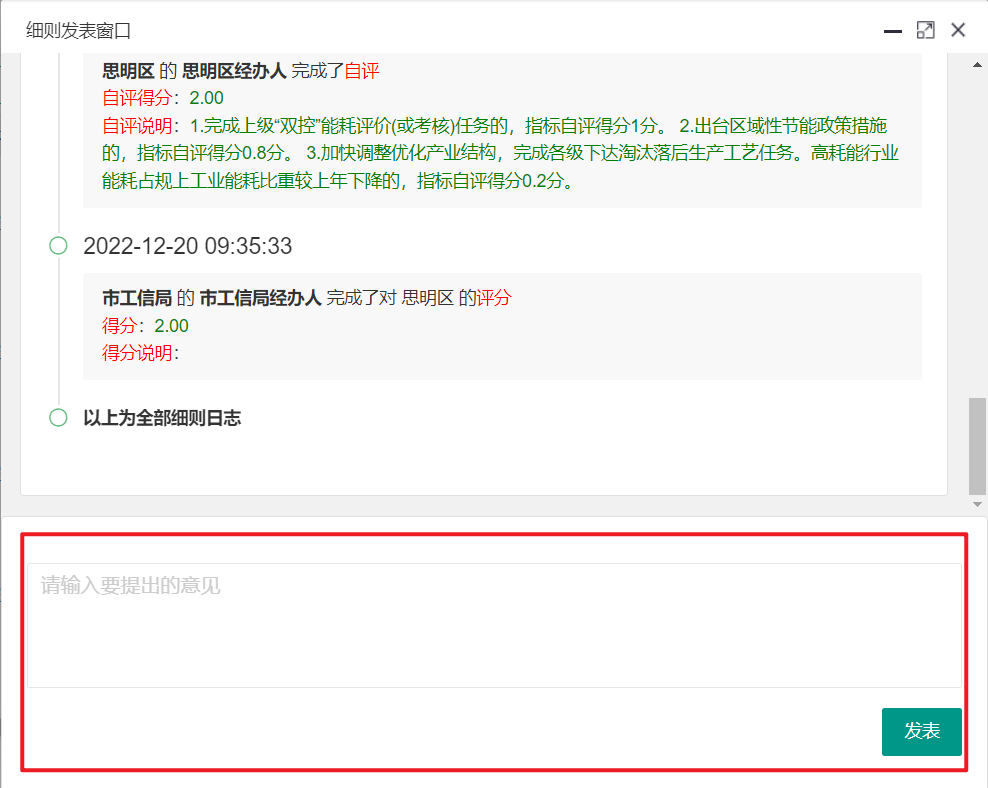 细则发表窗口
思明区 的 思明区经办人 完成了自评
自评得分：2.00
自评说明：1.完成上级“双控”能耗评价(或考核)任务的，指标自评得分1分。 2.出台区域性节能政策措施
的，指标自评得分0.8分。 3.加快调整优化产业结构，完成各级下达淘汰落后生产工艺任务。高耗能行业
能耗占规上工业能耗比重较上年下降的，指标自评得分0.2分。
2022-12-20 09:35:33
市工信局 的 市工信局经办人 完成了对 思明区 的评分
得分：2.00
得分说明：
以上为全部细则日志
请输入要提出的意见
发表